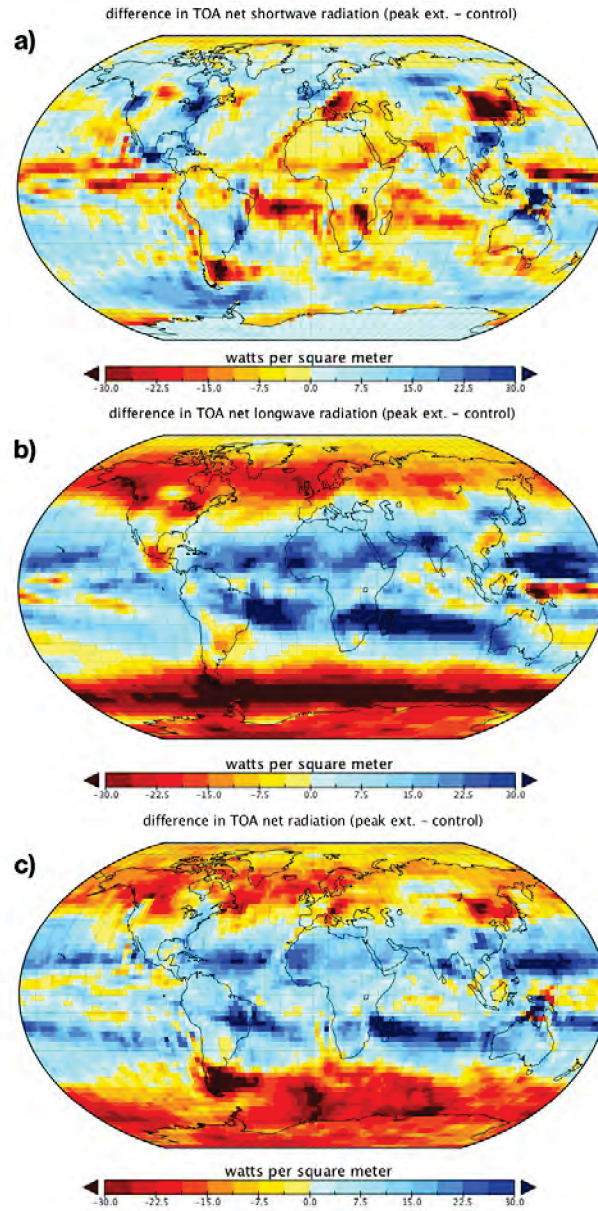 difference in TOA net shortwave radiation (peak ext. - control)
a)
watts per square meter
-30.0 -22.5 -15.0 -7.5 0.0 7.5 15.0 22.5 30.0
difference in TOA net longwave radiation (peak ext. - control)
b)
watts per square meter
-30.0 -22.5 -15.0 -7.5 0.0 7.5 15.0 22.5 30.0
difference in TOA net radiation (peak ext. - control)
c)
watts per square meter
-30.0 -22.5 -15.0 -7.5 0.0 7.5 15.0 22.5 30.0